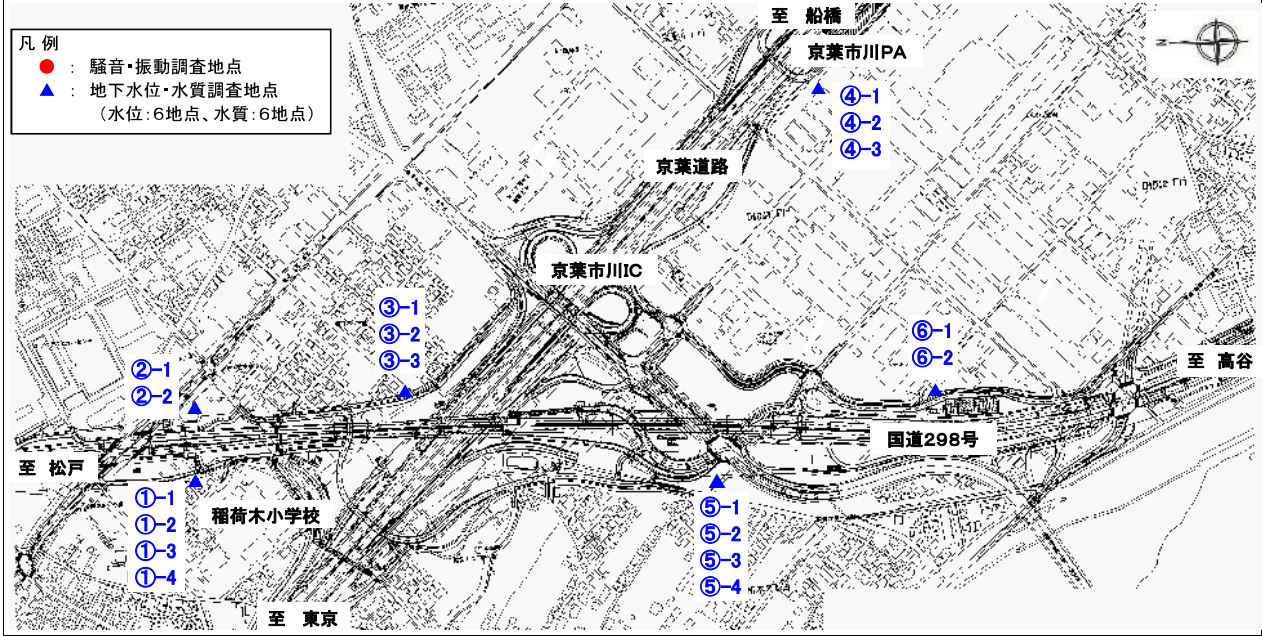 至 船橋
京葉市川PA
凡 例
● : 騒音・振動調査地点
▲ : 地下水位・水質調査地点
(水位:6地点、水質:6地点)
N
④-1
④-2
④-3
京葉道路
京葉市川IC
③-1
③-2
③-3
⑥-1
⑥-2
至 高谷
②-1
②-2
国道298号
至 松戸
①-1
①-2
①-3
①-4
稲荷木小学校
⑤-1
⑤-2
⑤-3
⑤-4
至 東京